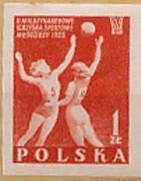 II MIĘDZYNARODOWE
IGRZYSKA SPORTOWE
MŁODZIEŻY 1955
1
ZŁ
POLSKA